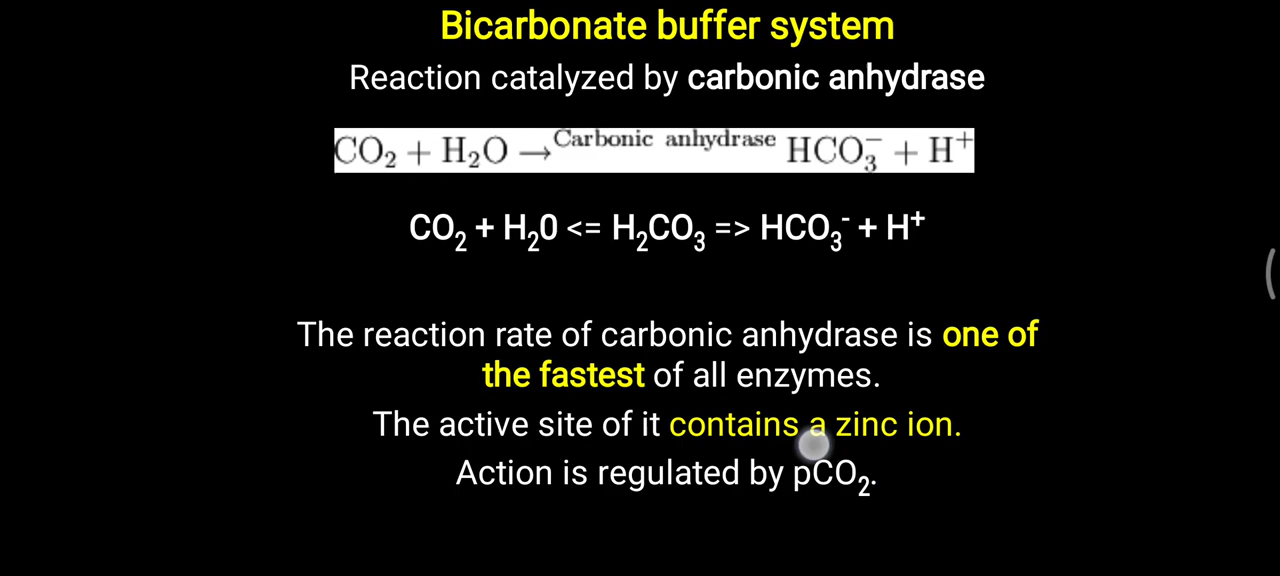 Bicarbonate buffer system
Reaction catalyzed by carbonic anhydrase
CO₂ + H₂O →^Carbonic anhydrase HCO₃⁻ + H⁺
CO₂ + H₂0 <= H₂CO₃ => HCO₃⁻ + H⁺
The reaction rate of carbonic anhydrase is one of
the fastest of all enzymes.
The active site of it contains a zinc ion.
Action is regulated by pCO₂.